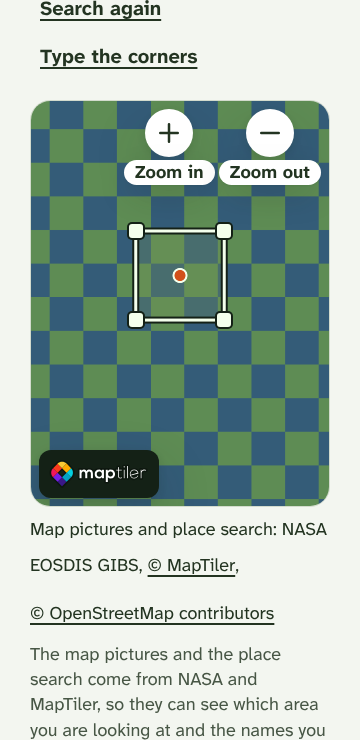 Search again
Type the corners
Zoom in
Zoom out
maptiler
Map pictures and place search: NASA
EOSDIS GIBS, © MapTiler,
© OpenStreetMap contributors
The map pictures and the place
search come from NASA and
MapTiler, so they can see which area
you are looking at and the names you